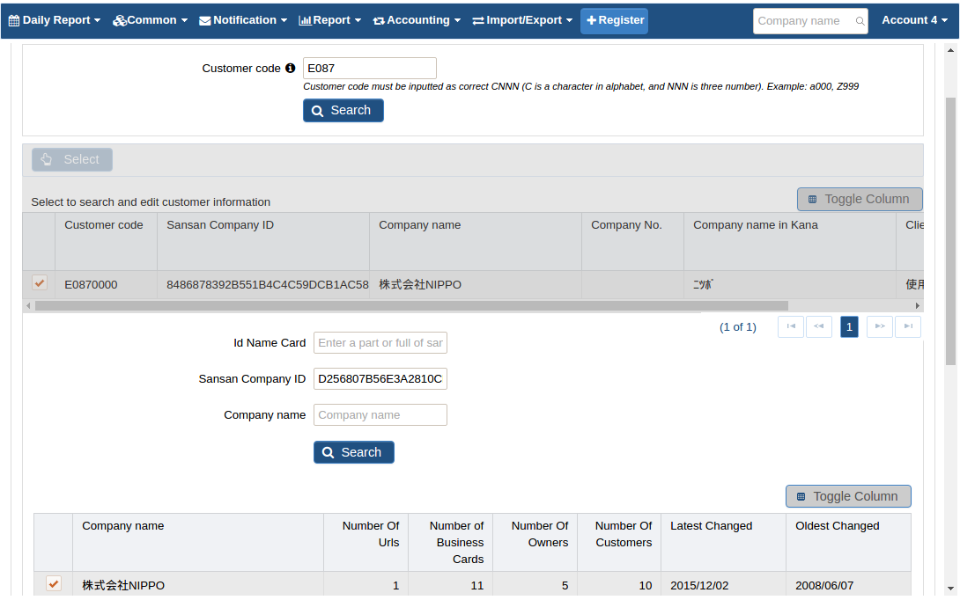 Daily Report Common Notification Report Accounting Import/Export Register Company name Account 4
Customer code E087
Customer code must be inputted as correct CNNN (C is a character in alphabet, and NNN is three number). Example: a000, Z999
Search
Select
Select to search and edit customer information Toggle Column
Customer code Sansan Company ID Company name Company No. Company name in Kana Clie
E0870000 8486878392B551B4C4C59DCB1AC58 株式会社NIPPO ﾆﾂﾎﾟ 使用
(1 of 1) 1
Id Name Card Enter a part or full of sar
Sansan Company ID D256807B56E3A2810C
Company name Company name
Search
Toggle Column
Company name Number Of Urls Number of Business Cards Number Of Owners Number Of Customers Latest Changed Oldest Changed
株式会社NIPPO 1 11 5 10 2015/12/02 2008/06/07